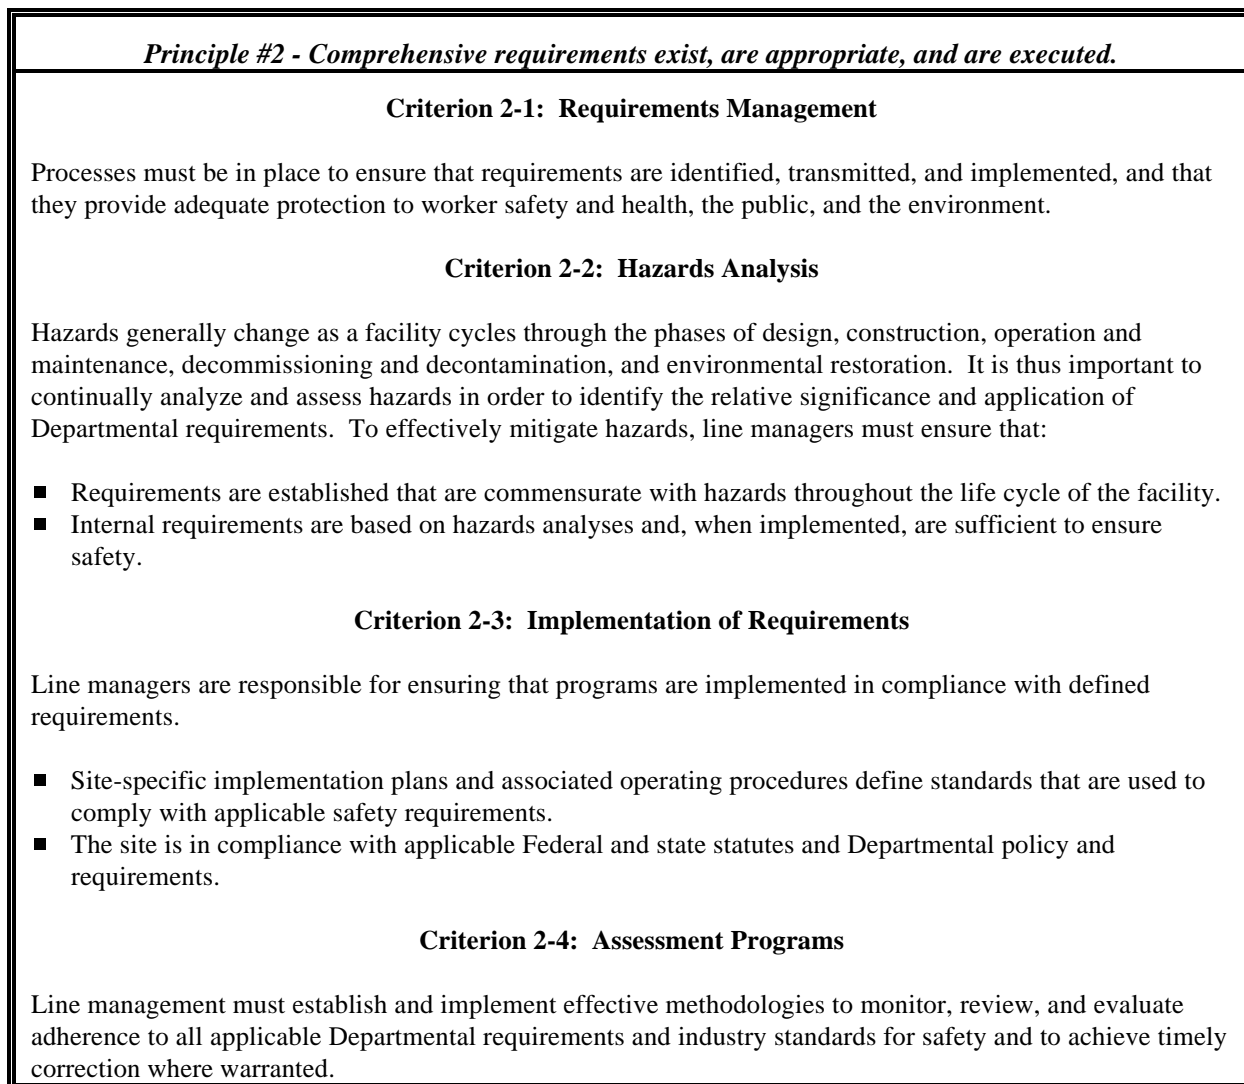 Principle #2 - Comprehensive requirements exist, are appropriate, and are executed.
Criterion 2-1:  Requirements Management
Processes must be in place to ensure that requirements are identified, transmitted, and implemented, and that
they provide adequate protection to worker safety and health, the public, and the environment.
Criterion 2-2:  Hazards Analysis
Hazards generally change as a facility cycles through the phases of design, construction, operation and
maintenance, decommissioning and decontamination, and environmental restoration.  It is thus important to
continually analyze and assess hazards in order to identify the relative significance and application of
Departmental requirements.  To effectively mitigate hazards, line managers must ensure that:
■ Requirements are established that are commensurate with hazards throughout the life cycle of the facility.
■ Internal requirements are based on hazards analyses and, when implemented, are sufficient to ensure
safety.
Criterion 2-3:  Implementation of Requirements
Line managers are responsible for ensuring that programs are implemented in compliance with defined
requirements.
■ Site-specific implementation plans and associated operating procedures define standards that are used to
comply with applicable safety requirements.
■ The site is in compliance with applicable Federal and state statutes and Departmental policy and
requirements.
Criterion 2-4:  Assessment Programs
Line management must establish and implement effective methodologies to monitor, review, and evaluate
adherence to all applicable Departmental requirements and industry standards for safety and to achieve timely
correction where warranted.